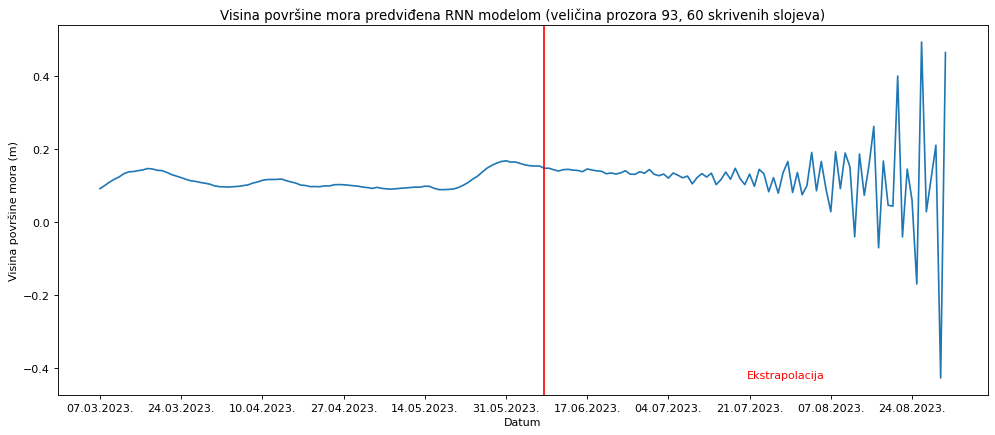 Visina površine mora predviđena RNN modelom (veličina prozora 93, 60 skrivenih slojeva)
Visina površine mora (m)
0.4
0.2
0.0
−0.2
−0.4
Ekstrapolacija
07.03.2023. 24.03.2023. 10.04.2023. 27.04.2023. 14.05.2023. 31.05.2023. 17.06.2023. 04.07.2023. 21.07.2023. 07.08.2023. 24.08.2023.
Datum